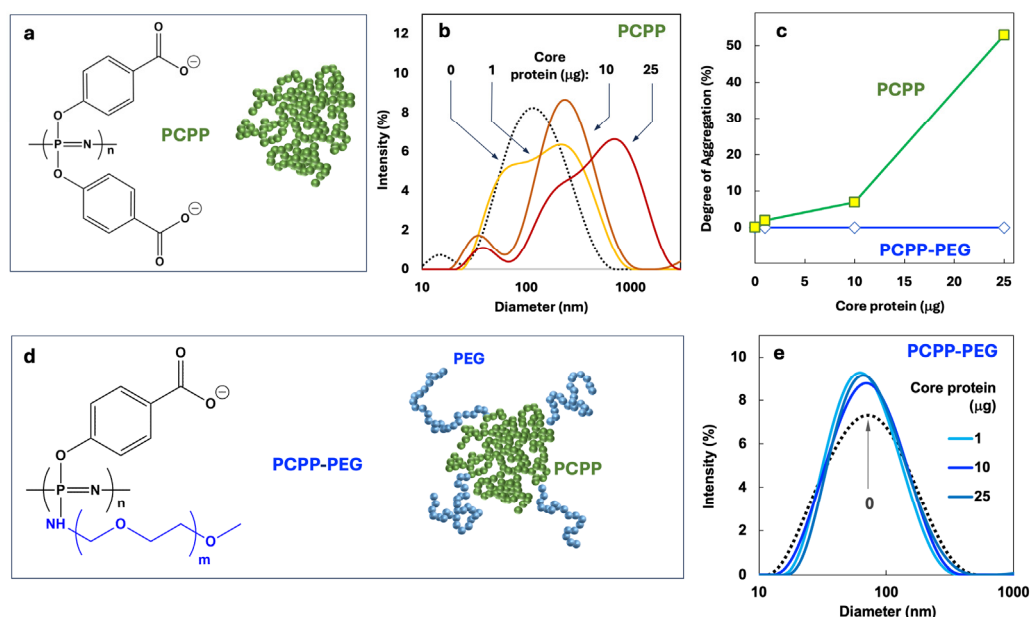 a
O
O ⊖
O
( P = N ) n
O
O
O ⊖
PCPP
b
PCPP
Core
protein (μg):
0 1 10 25
12
10
8
6
4
2
0
Intensity (%)
10 100 1000
Diameter (nm)
c
PCPP
PCPP-PEG
50
40
30
20
10
0
Degree of Aggregation (%)
0 5 10 15 20 25
Core protein (μg)
d
O
O ⊖
O
( P = N ) n
NH ( O O ) m
PCPP-PEG
PEG
PCPP
e
PCPP-PEG
Core protein
(μg)
1
10
25
0
10
8
6
4
2
0
Intensity (%)
10 100 1000
Diameter (nm)